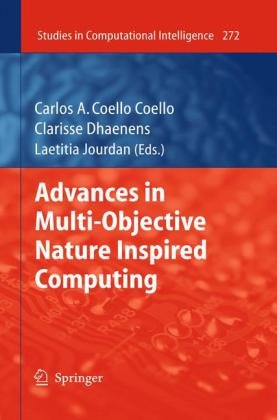 Studies in Computational Intelligence 272
Carlos A. Coello Coello
Clarisse Dhaenens
Laetitia Jourdan (Eds.)
Advances in
Multi-Objective
Nature Inspired
Computing
Springer